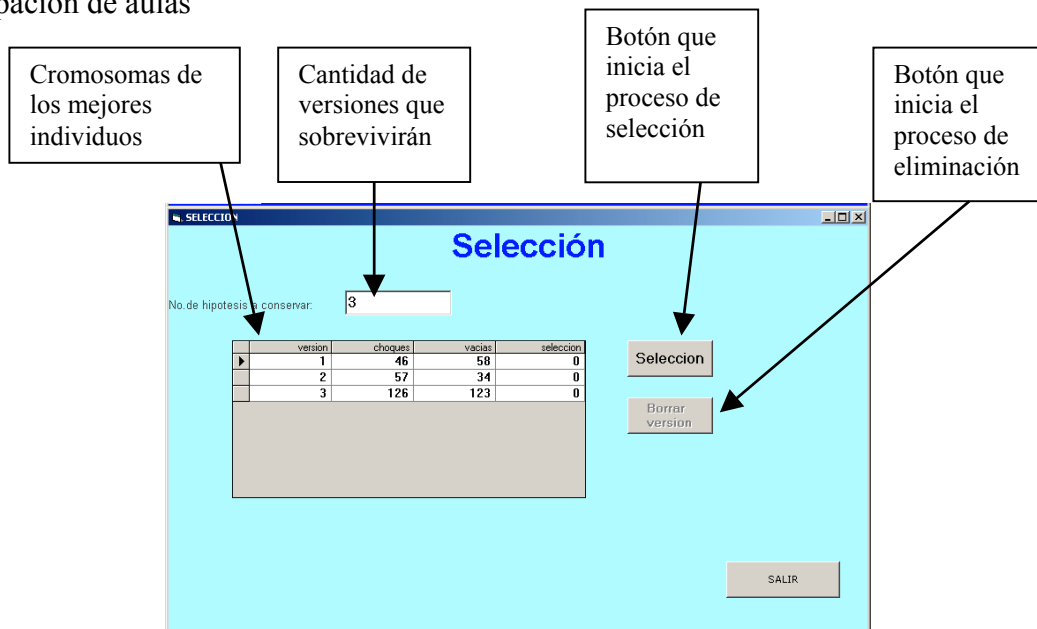 de aulas
Cromosomas de
los mejores
individuos
Cantidad de
versiones que
sobrevivirán
Botón que
inicia el
proceso de
selección
Botón que
inicia el
proceso de
eliminación
SELECCION
Selección
No.de hipotesis a conservar:
3
version choques vacias seleccion
1 46 58 0
2 57 34 0
3 126 123 0
Seleccion
Borrar
version
SALIR